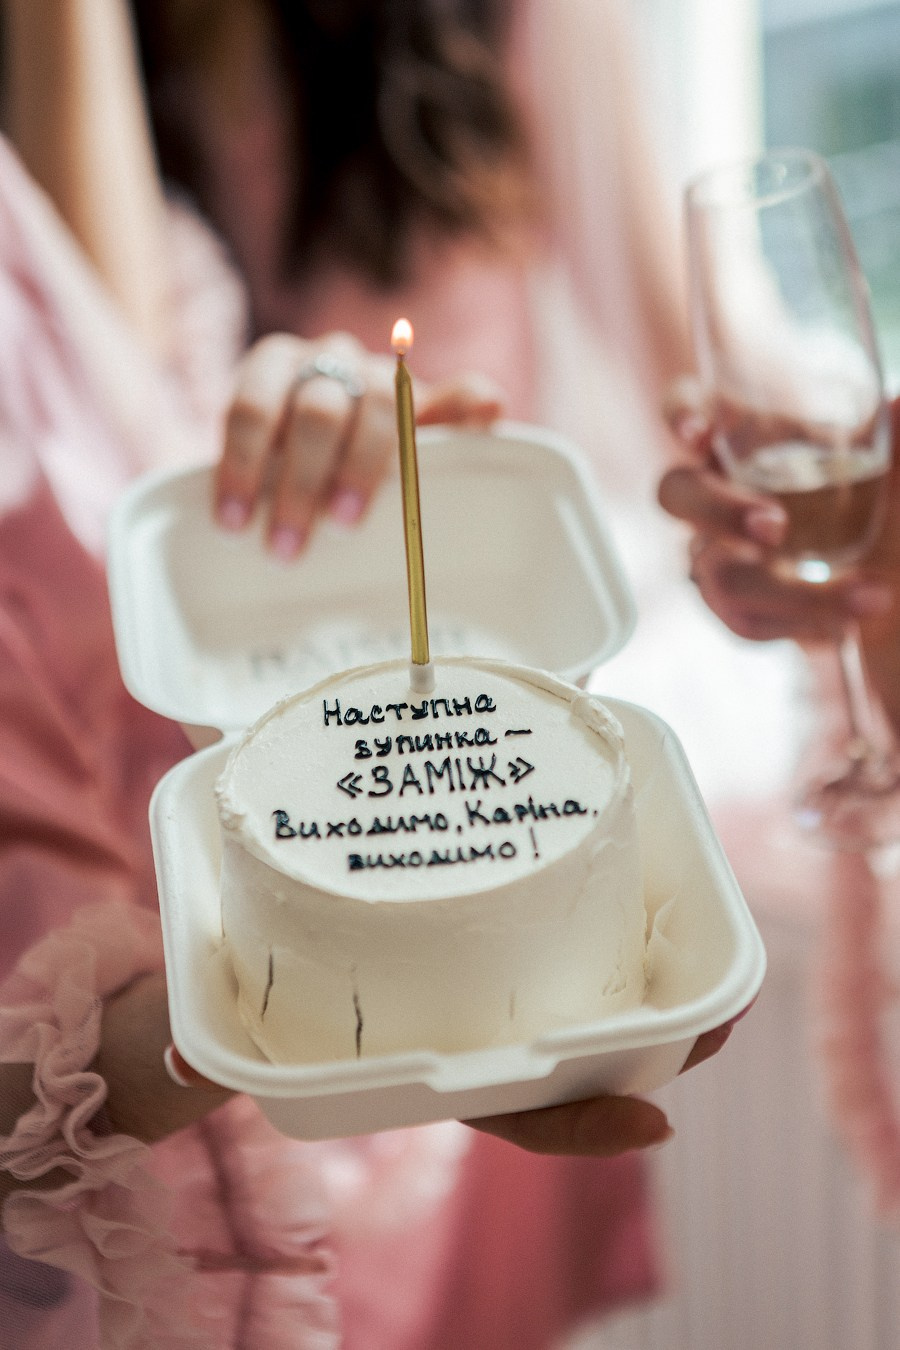 Наступна
зупинка —
«ЗАМІЖ»
Виходимо, Каріна,
виходимо!